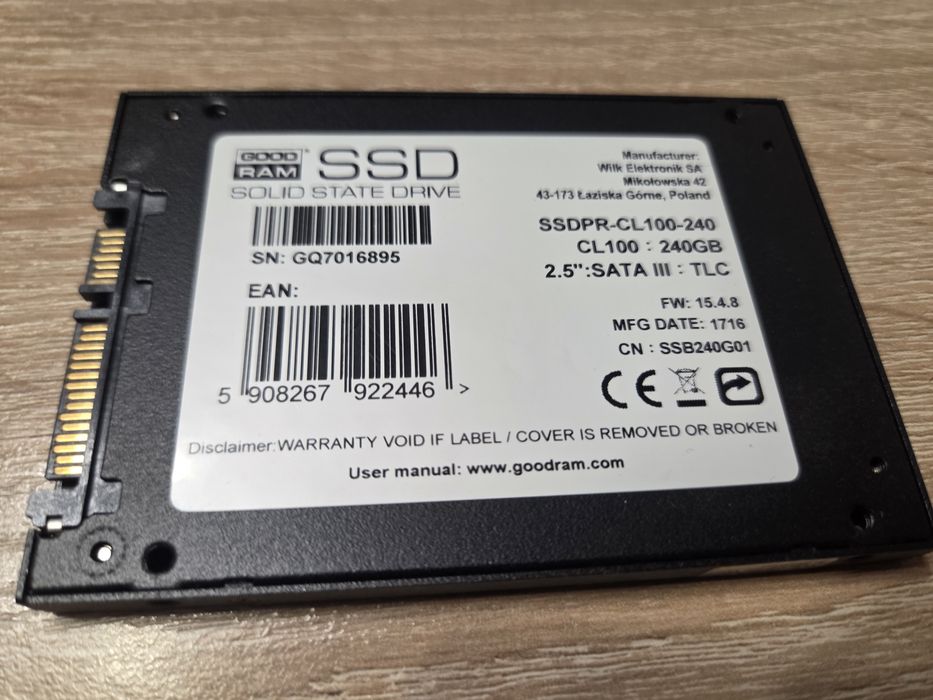 GOOD RAM® SSD
SOLID STATE DRIVE
SN: GQ7016895
EAN:
5 908267 922446 >
Manufacturer:
Wilk Elektronik SA
Mikołowska 42
43-173 Łaziska Górne, Poland
SSDPR-CL100-240
CL100 : 240GB
2.5":SATA III : TLC
FW: 15.4.8
MFG DATE: 1716
CN : SSB240G01
CE
Disclaimer:WARRANTY VOID IF LABEL / COVER IS REMOVED OR BROKEN
User manual: www.goodram.com